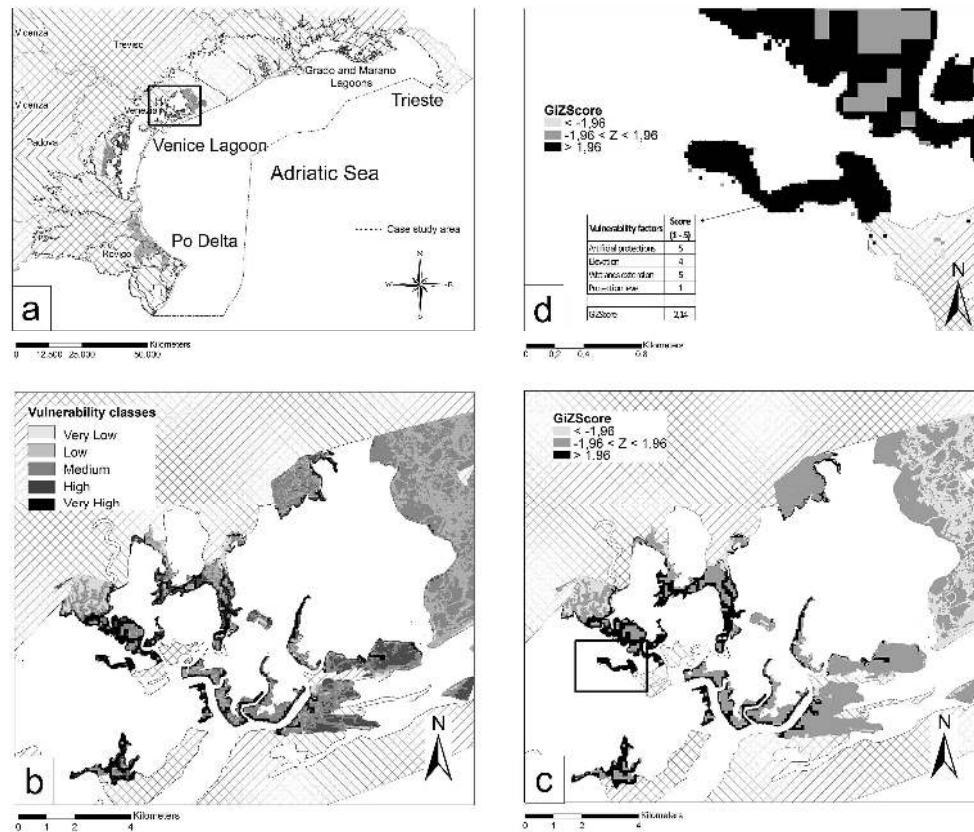 Vicenza
Treviso
Grado and Marano
Lagoons
Trieste
Vicenza
Venezia
Padova
Venice Lagoon
Adriatic Sea
Po Delta
Rovigo
Case study area
N
W
S
a
Kilometers
0 12,500 25,000 50,000
GiZScore
< -1,96
-1,96 < Z < 1,96
> 1,96
Vulnerability factors Score
(1 - 5)
Artificial protections 5
Elevation 4
Wetlands extension 5
Protection level 1
GiZScore 2,14
N
d
Kilometers
0 0,2 0,4 0,8
Vulnerability classes
Very Low
Low
Medium
High
Very High
N
b
Kilometers
0 1 2 4
GiZScore
< -1,96
-1,96 < Z < 1,96
> 1,96
N
c
Kilometers
0 1 2 4